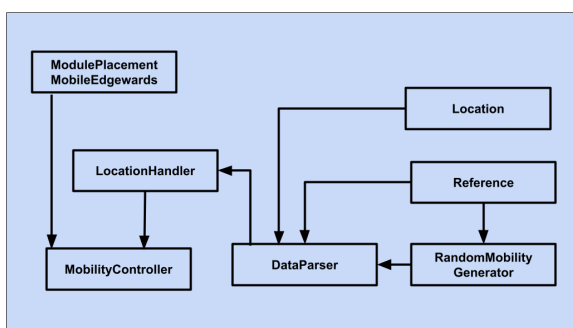 ModulePlacement
MobileEdgewards
Location
LocationHandler
Reference
MobilityController
DataParser
RandomMobility
Generator